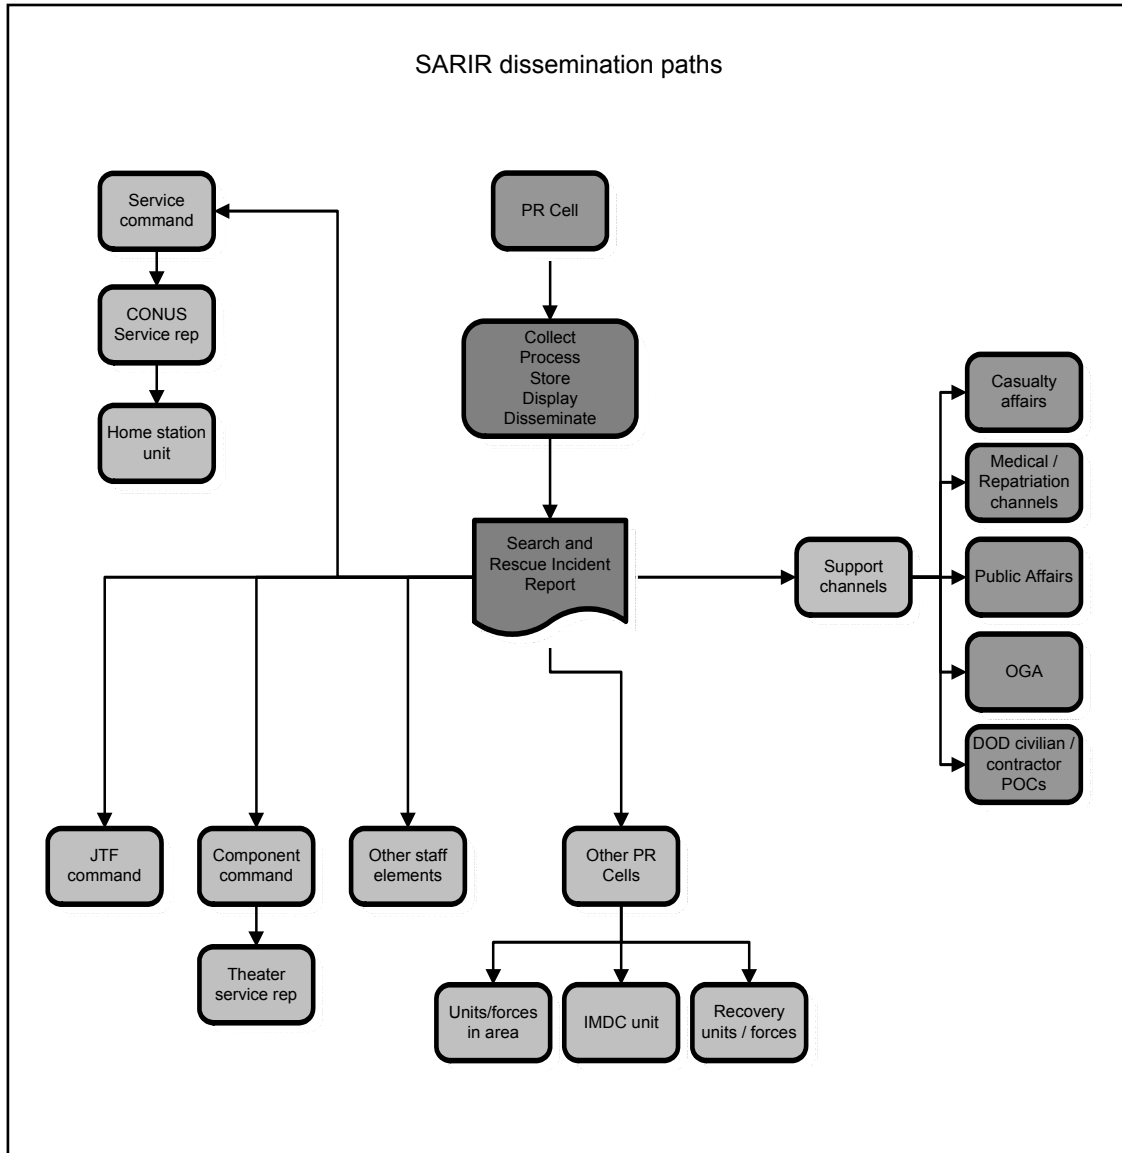 SARIR dissemination paths
Service
command
PR Cell
CONUS
Service rep
Collect
Process
Store
Display
Disseminate
Home station
unit
Casualty
affairs
Medical /
Repatriation
channels
Search and
Rescue Incident
Report
Support
channels
Public Affairs
OGA
DOD civilian /
contractor
POCs
JTF
command
Component
command
Other staff
elements
Other PR
Cells
Theater
service rep
Units/forces
in area
IMDC unit
Recovery
units / forces